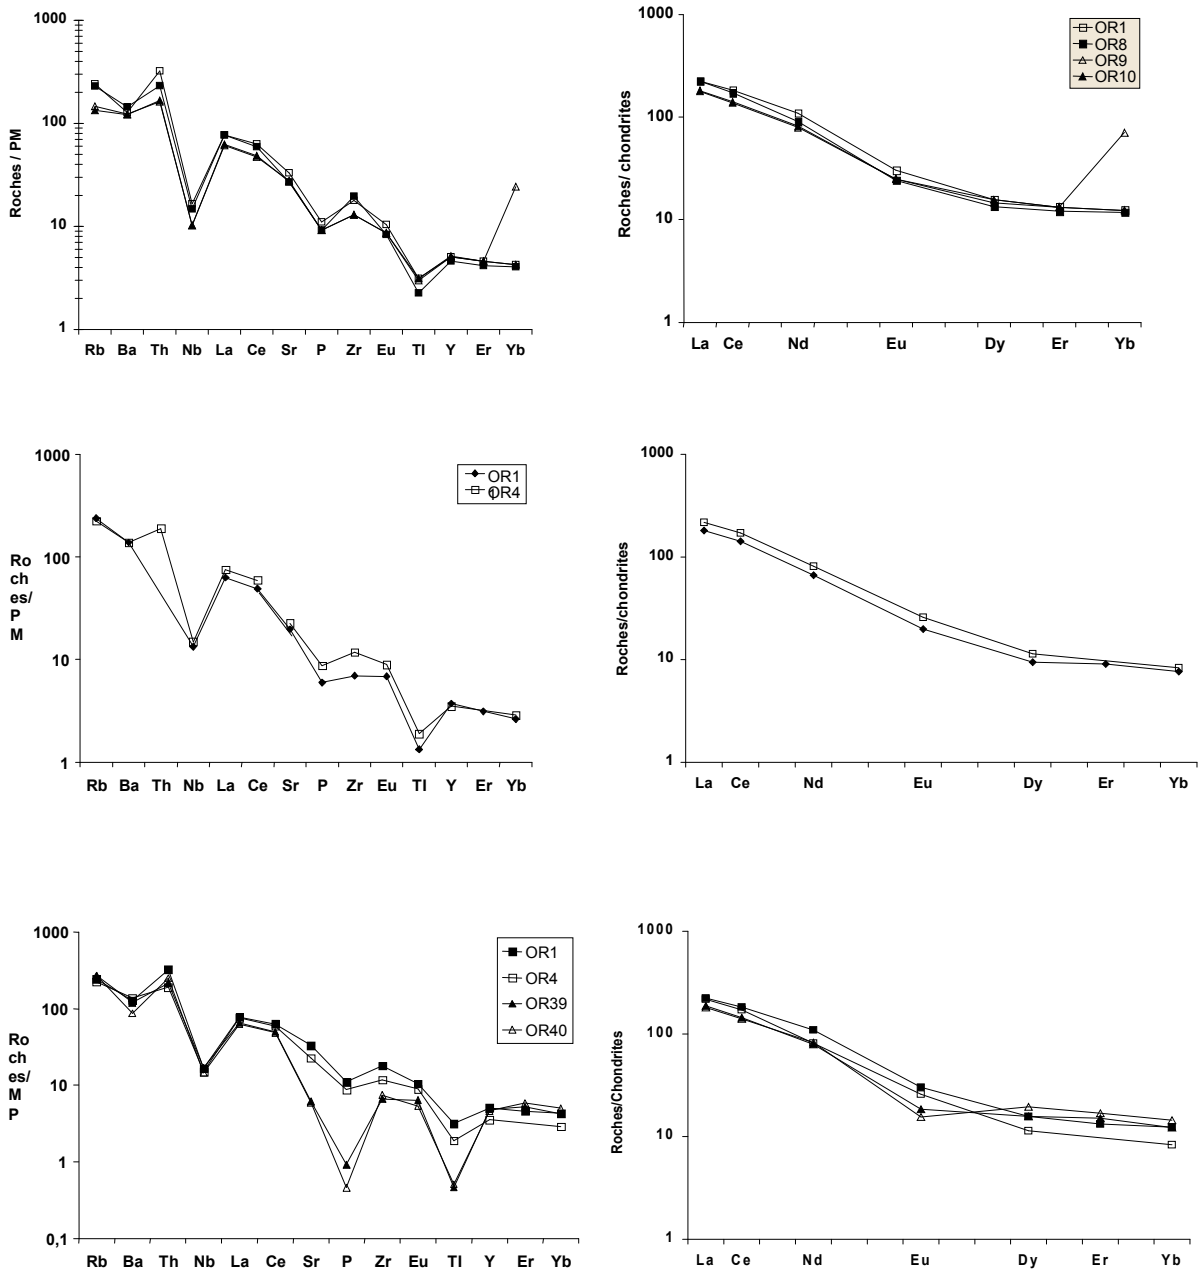 1000
100
10
1
Roches / PM
Rb Ba Th Nb La Ce Sr P Zr Eu TI Y Er Yb
1000
100
10
1
Roches/ chondrites
La Ce Nd Eu Dy Er Yb
OR1
OR8
OR9
OR10
1000
100
10
1
Ro
ch
es/
P
M
Rb Ba Th Nb La Ce Sr P Zr Eu TI Y Er Yb
OR1
1
OR4
1000
100
10
1
Roches/chondrites
La Ce Nd Eu Dy Er Yb
1000
100
10
1
0,1
Ro
ch
es/
M
P
Rb Ba Th Nb La Ce Sr P Zr Eu TI Y Er Yb
OR1
OR4
OR39
OR40
1000
100
10
1
Roches/Chondrites
La Ce Nd Eu Dy Er Yb